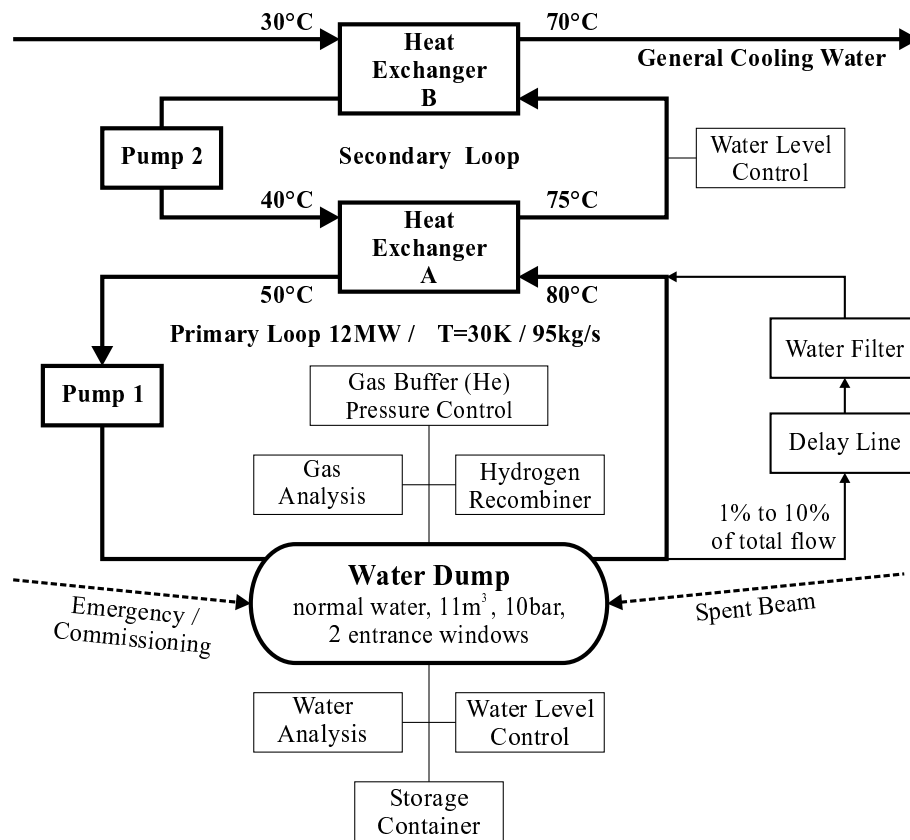 30°C
70°C
Heat
Exchanger
B
General Cooling Water
Pump 2
Secondary Loop
Water Level
Control
40°C
75°C
Heat
Exchanger
A
50°C
80°C
Primary Loop 12MW / T=30K / 95kg/s
Water Filter
Pump 1
Gas Buffer (He)
Pressure Control
Delay Line
Gas
Analysis
Hydrogen
Recombiner
1% to 10%
of total flow
Water Dump
normal water, 11m³, 10bar,
2 entrance windows
Emergency /
Commissioning
Spent Beam
Water
Analysis
Water Level
Control
Storage
Container